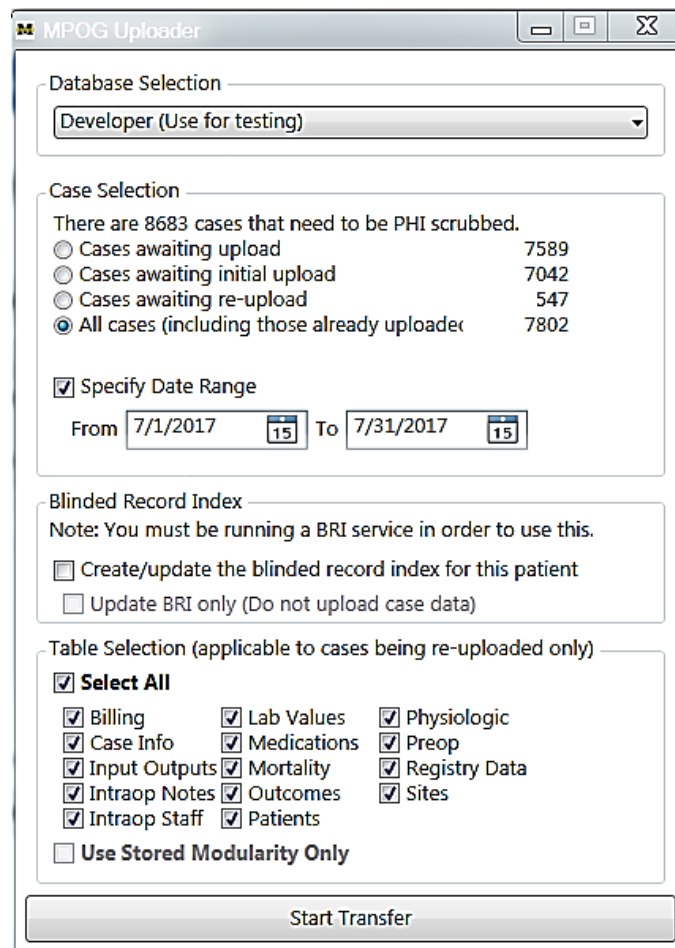 MPOG Uploader
Database Selection
Developer (Use for testing)
Case Selection
There are 8683 cases that need to be PHI scrubbed.
Cases awaiting upload 7589
Cases awaiting initial upload 7042
Cases awaiting re-upload 547
All cases (including those already uploaded 7802
Specify Date Range
From 7/1/2017 15 To 7/31/2017 15
Blinded Record Index
Note: You must be running a BRI service in order to use this.
Create/update the blinded record index for this patient
Update BRI only (Do not upload case data)
Table Selection (applicable to cases being re-uploaded only)
Select All
Billing Lab Values Physiologic
Case Info Medications Preop
Input Outputs Mortality Registry Data
Intraop Notes Outcomes Sites
Intraop Staff Patients
Use Stored Modularity Only
Start Transfer